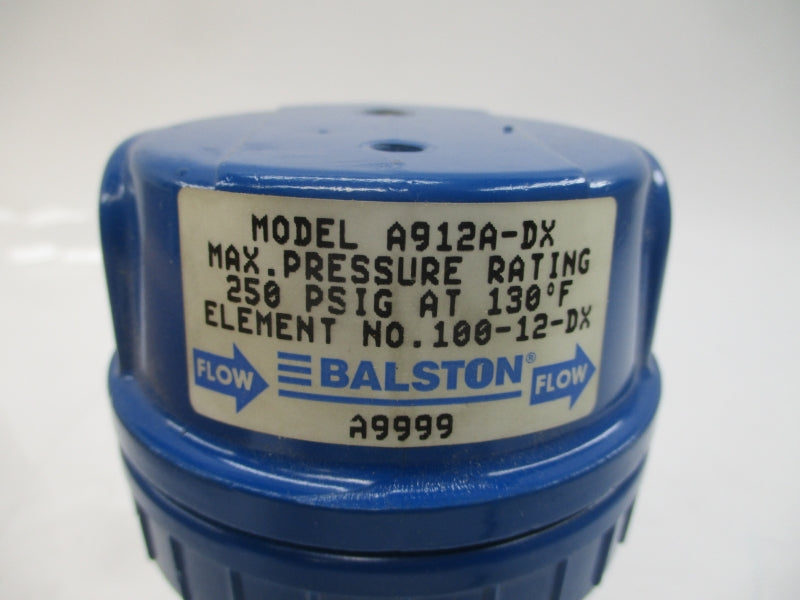 MODEL A912A-DX
MAX.PRESSURE RATING
250 PSIG AT 130°F
ELEMENT NO.100-12-DX
FLOW BALSTON® FLOW
A9999